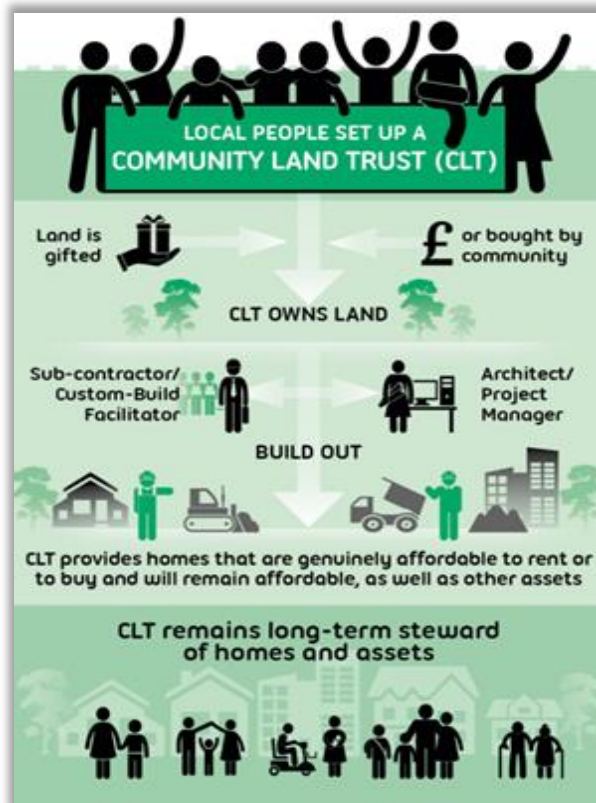 LOCAL PEOPLE SET UP A
COMMUNITY LAND TRUST (CLT)
Land is
gifted
£ or bought by
community
CLT OWNS LAND
Sub-contractor/
Custom-Build
Facilitator
Architect/
Project
Manager
BUILD OUT
CLT provides homes that are genuinely affordable to rent or
to buy and will remain affordable, as well as other assets
CLT remains long-term steward
of homes and assets